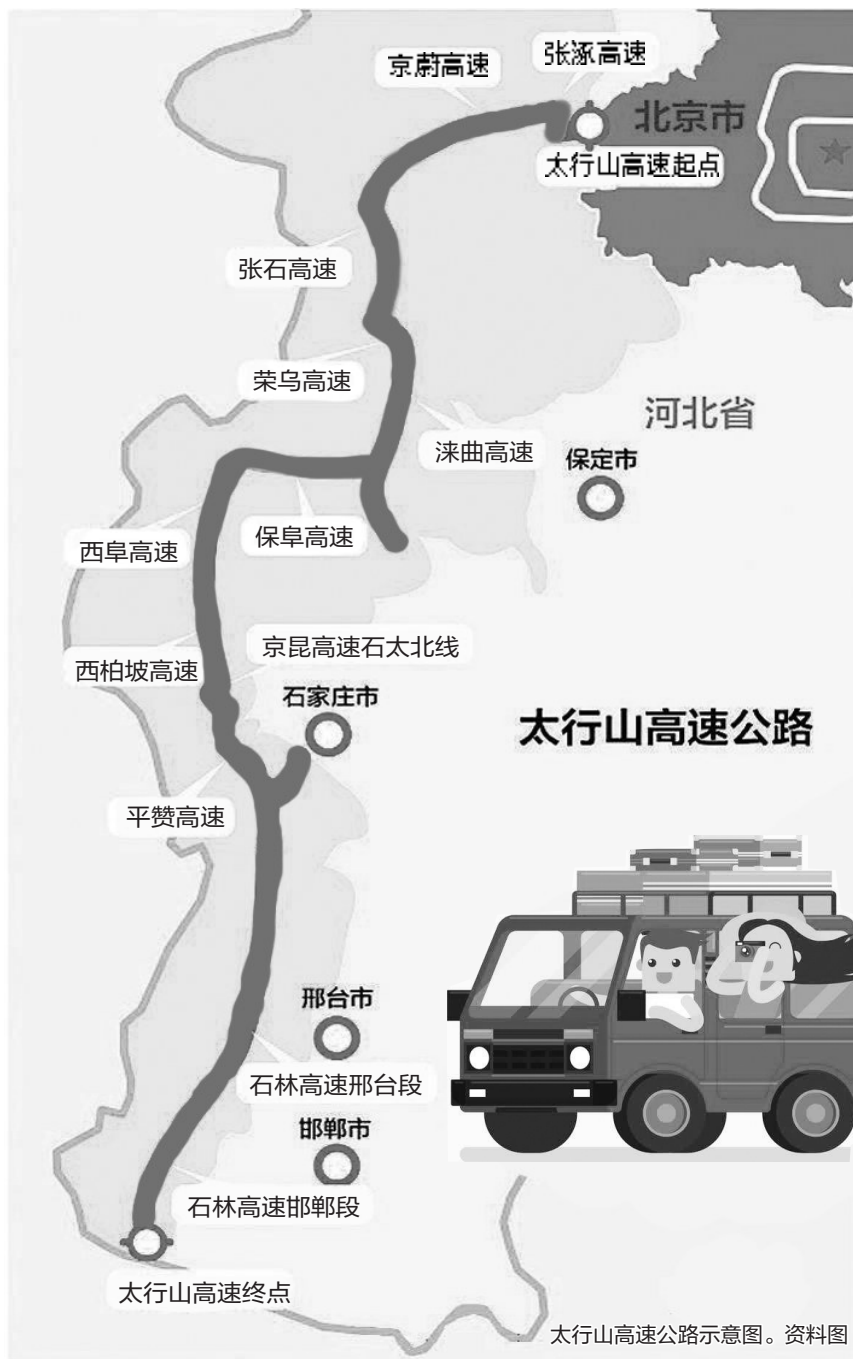 张涿高速
京蔚高速
北京市
太行山高速起点
张石高速
荣乌高速
河北省
涞曲高速
保定市
保阜高速
西阜高速
京昆高速石太北线
西柏坡高速
石家庄市
太行山高速公路
平赞高速
邢台市
石林高速邢台段
邯郸市
石林高速邯郸段
太行山高速终点
太行山高速公路示意图。资料图